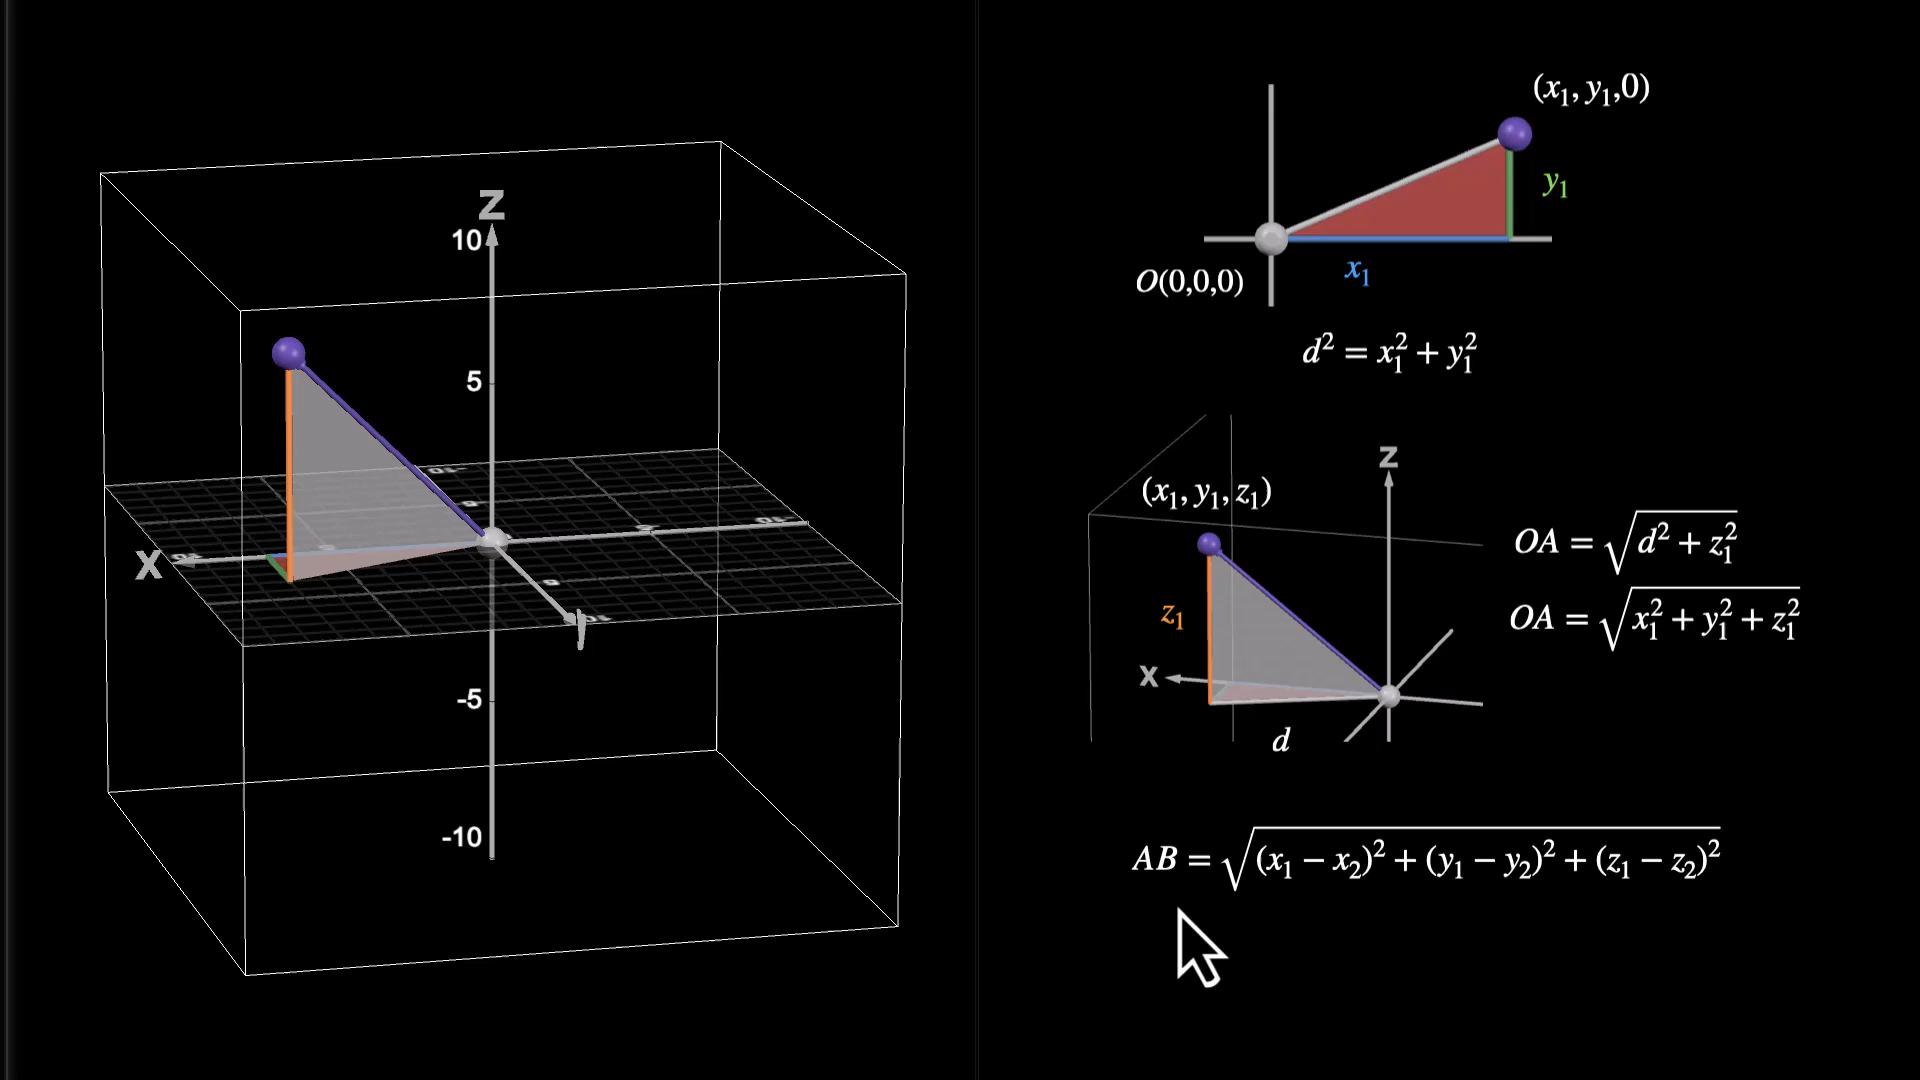 Z
10
5
X
-5
-10
(x₁, y₁,0)
y₁
x₁
O(0,0,0)
d² = x₁² + y₁²
Z
(x₁, y₁, z₁)
OA = √(d² + z₁²)
z₁
OA = √(x₁² + y₁² + z₁²)
X
d
AB = √((x₁ − x₂)² + (y₁ − y₂)² + (z₁ − z₂)²)